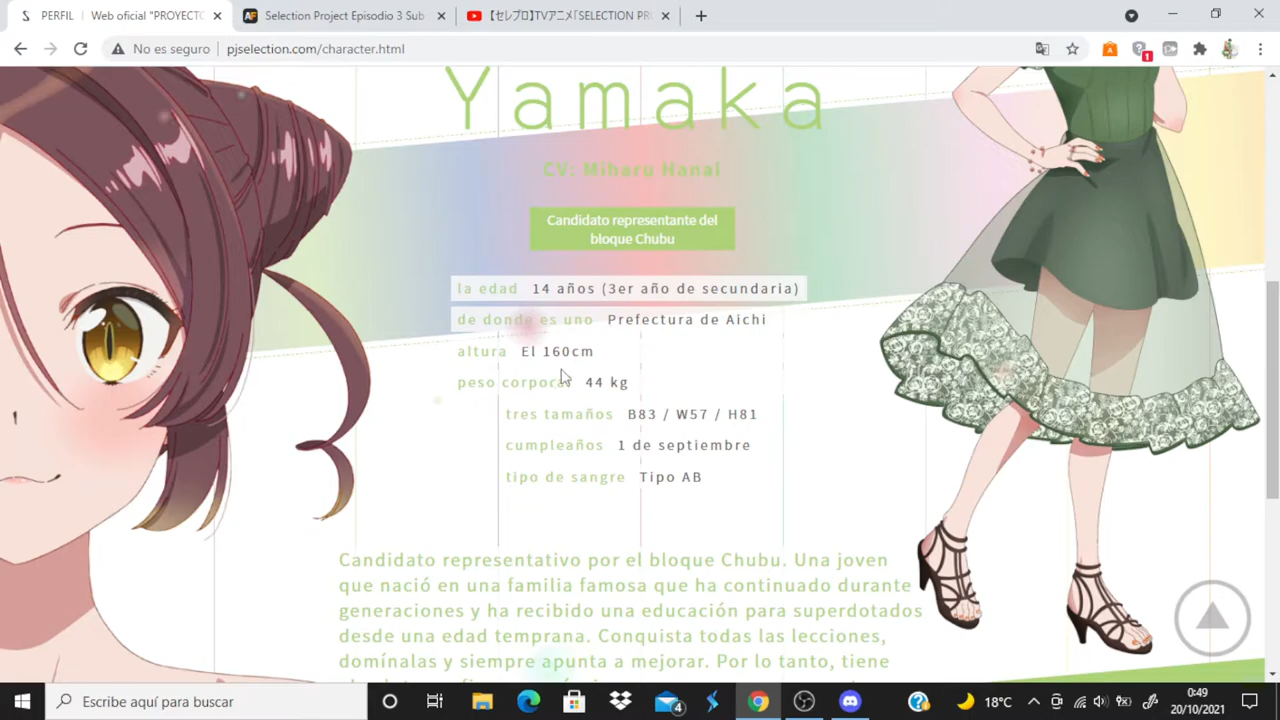 PERFIL | Web oficial "PROYECTO
Selection Project Episodio 3 Sub
【セレプロ】TVアニメ『SELECTION PR
No es seguro
pjselection.com/character.html
1
Yamaka
CV: Miharu Hanai
Candidato representante del
bloque Chubu
la edad 14 años (3er año de secundaria)
de donde es uno Prefectura de Aichi
altura El 160cm
peso corporal 44 kg
tres tamaños B83 / W57 / H81
cumpleaños 1 de septiembre
tipo de sangre Tipo AB
Candidato representativo por el bloque Chubu. Una joven
que nació en una familia famosa que ha continuado durante
generaciones y ha recibido una educación para superdotados
desde una edad temprana. Conquista todas las lecciones,
domínalas y siempre apunta a mejorar. Por lo tanto, tiene
Escribe aquí para buscar
4
18°C
0:49
20/10/2021